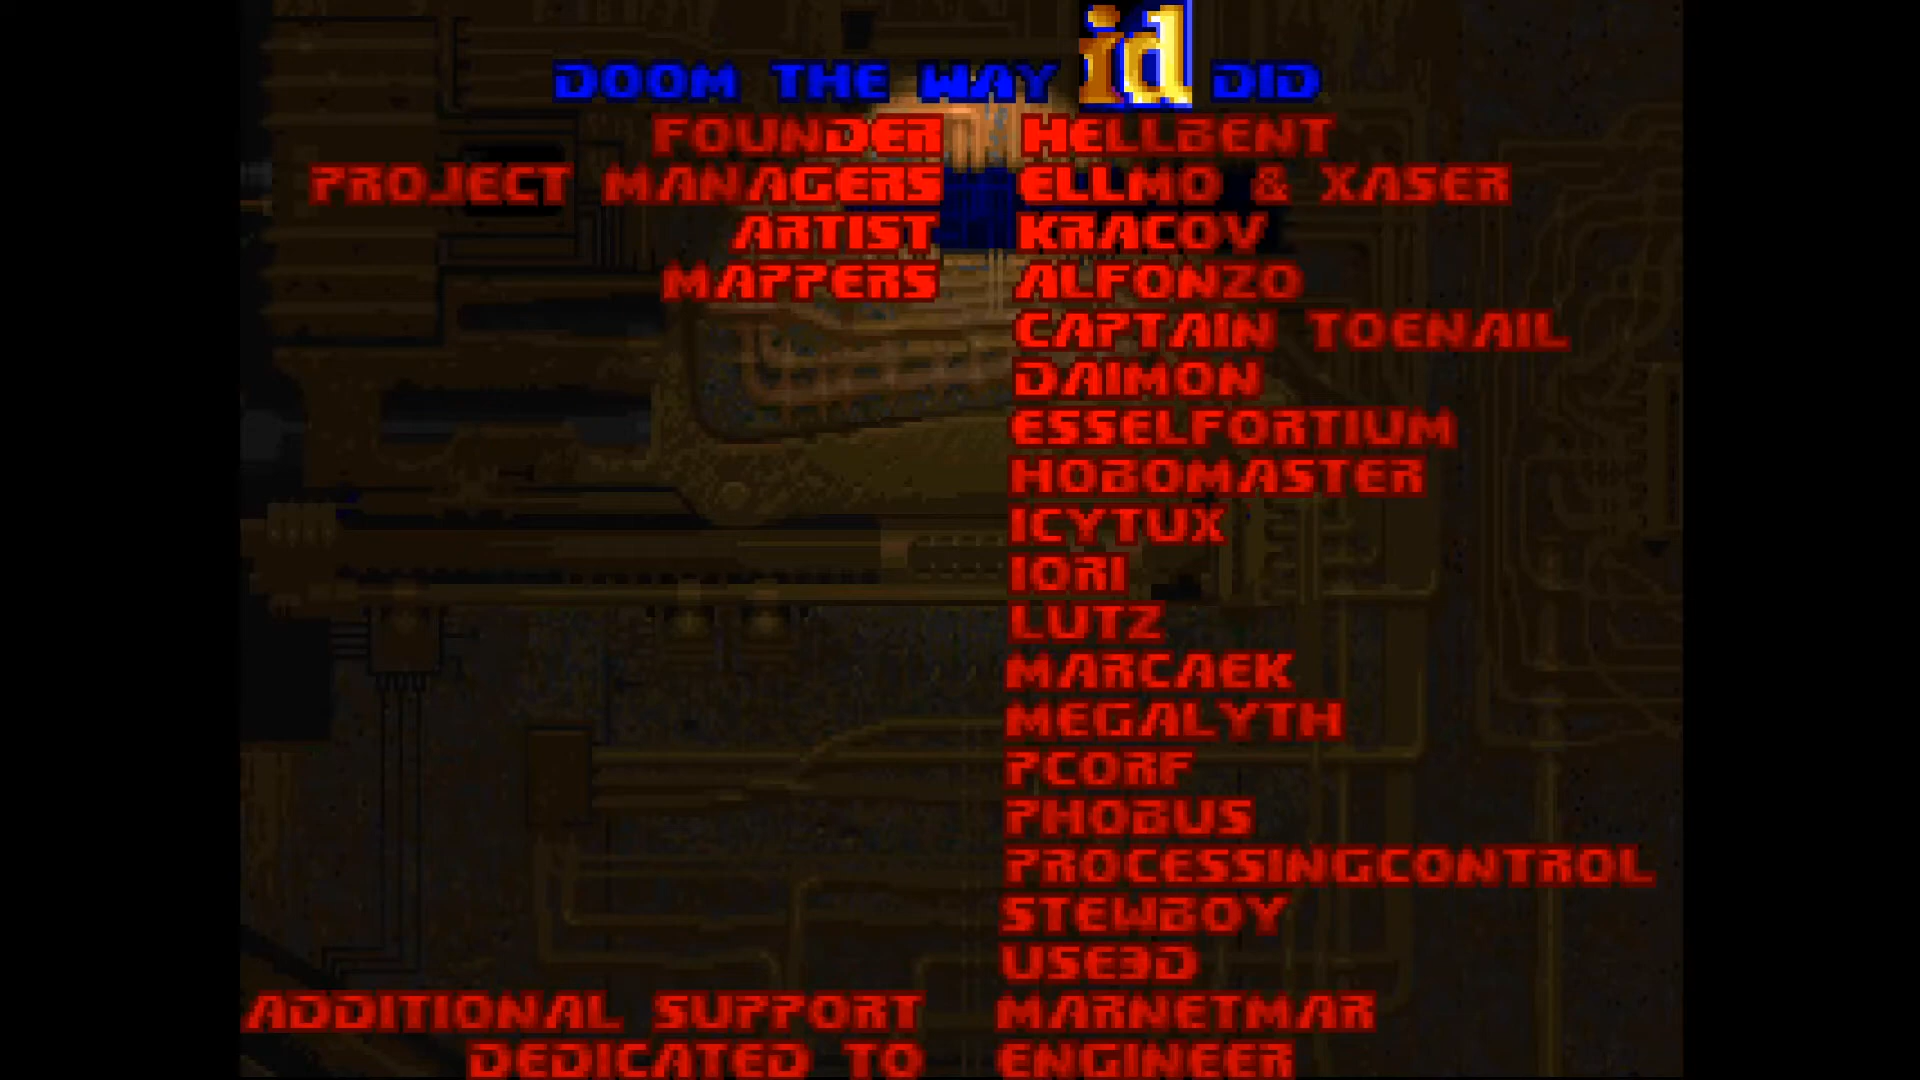 DOOM THE WAY id DID
FOUNDER HELLBENT
PROJECT MANAGERS ELLMO & XASER
ARTIST KRACOV
MAPPERS ALFONZO
CAPTAIN TOENAIL
DAIMON
ESSELFORTIUM
HOBOMASTER
ICYTUX
IORI
LUTZ
MARCAEK
MEGALYTH
PCORF
PHOBUS
PROCESSINGCONTROL
STEWBOY
USE3D
ADDITIONAL SUPPORT MARNETMAR
DEDICATED TO ENGINEER